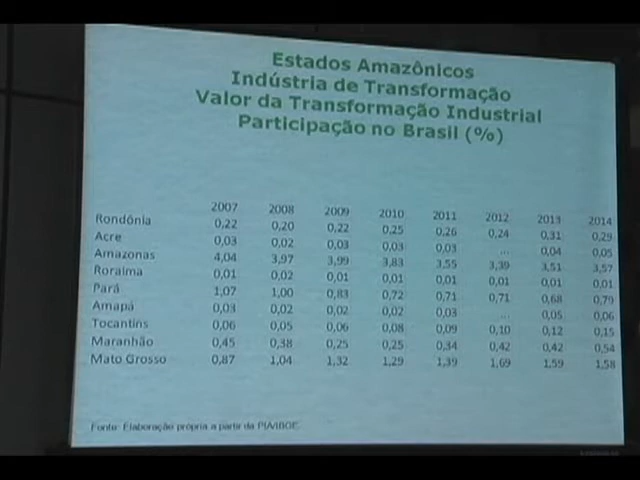 Estados Amazônicos
Indústria de Transformação
Valor da Transformação Industrial
Participação no Brasil (%)
2007 2008 2009 2010 2011 2012 2013 2014
Rondônia 0,22 0,20 0,22 0,25 0,26 0,24 0,31 0,29
Acre 0,03 0,02 0,03 0,03 0,03 ... 0,04 0,05
Amazonas 4,04 3,97 3,99 3,83 3,55 3,39 3,51 3,57
Roraima 0,01 0,02 0,01 0,01 0,01 0,01 0,01 0,01
Pará 1,07 1,00 0,83 0,72 0,71 0,71 0,68 0,79
Amapá 0,03 0,02 0,02 0,02 0,03 ... 0,05 0,06
Tocantins 0,06 0,05 0,06 0,08 0,09 0,10 0,12 0,15
Maranhão 0,45 0,38 0,25 0,25 0,34 0,42 0,42 0,54
Mato Grosso 0,87 1,04 1,32 1,29 1,39 1,69 1,59 1,58
Fonte: Elaboração própria a partir da PIA/IBGE